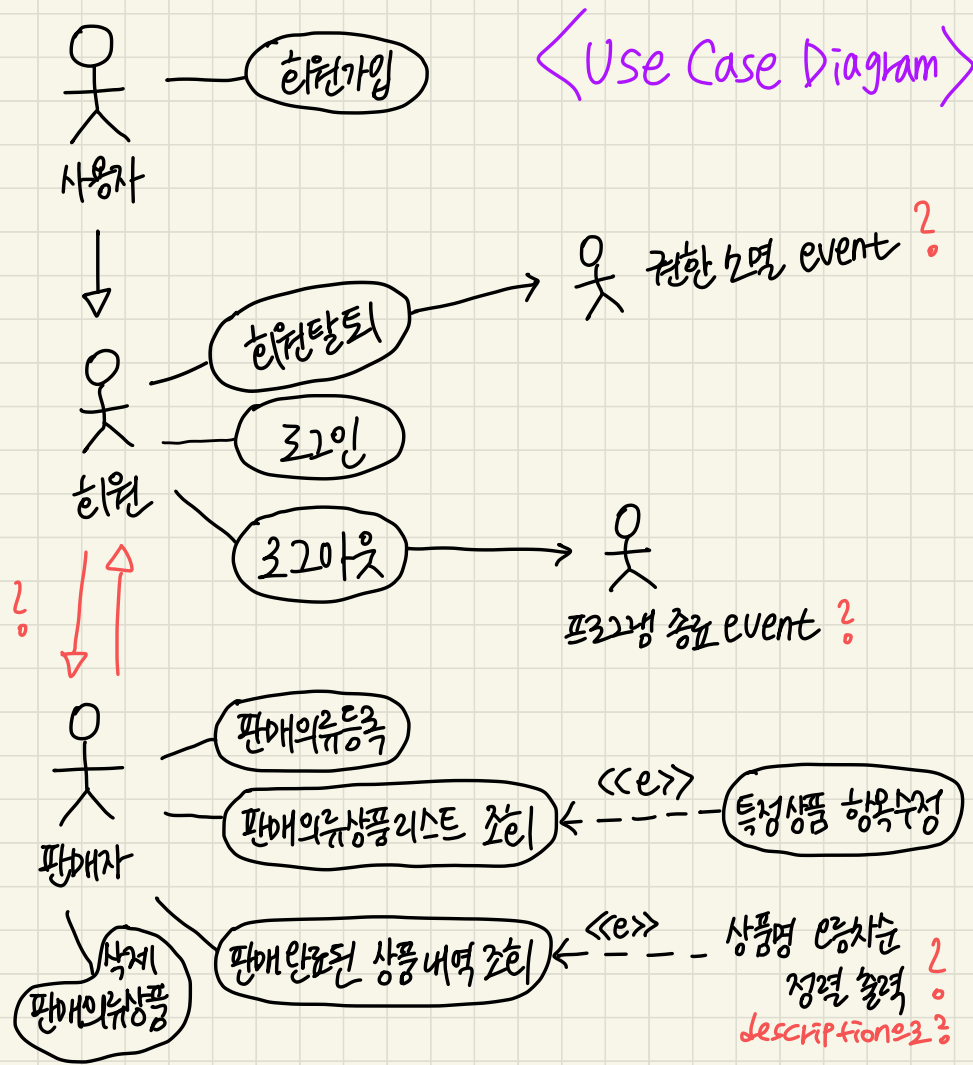 <Use Case Diagram>
회원가입
사용자
권한 소멸 event ?
회원탈퇴
로그인
회원
로그아웃
?
프로그램 종료 event ?
판매의류등록
<<e>>
판매의류상품리스트 조회
특정상품 항목수정
판매자
<<e>>
상품명 오름차순
정렬 출력 ?
description으로?
판매완료된 상품 내역 조회
삭제
판매의류상품